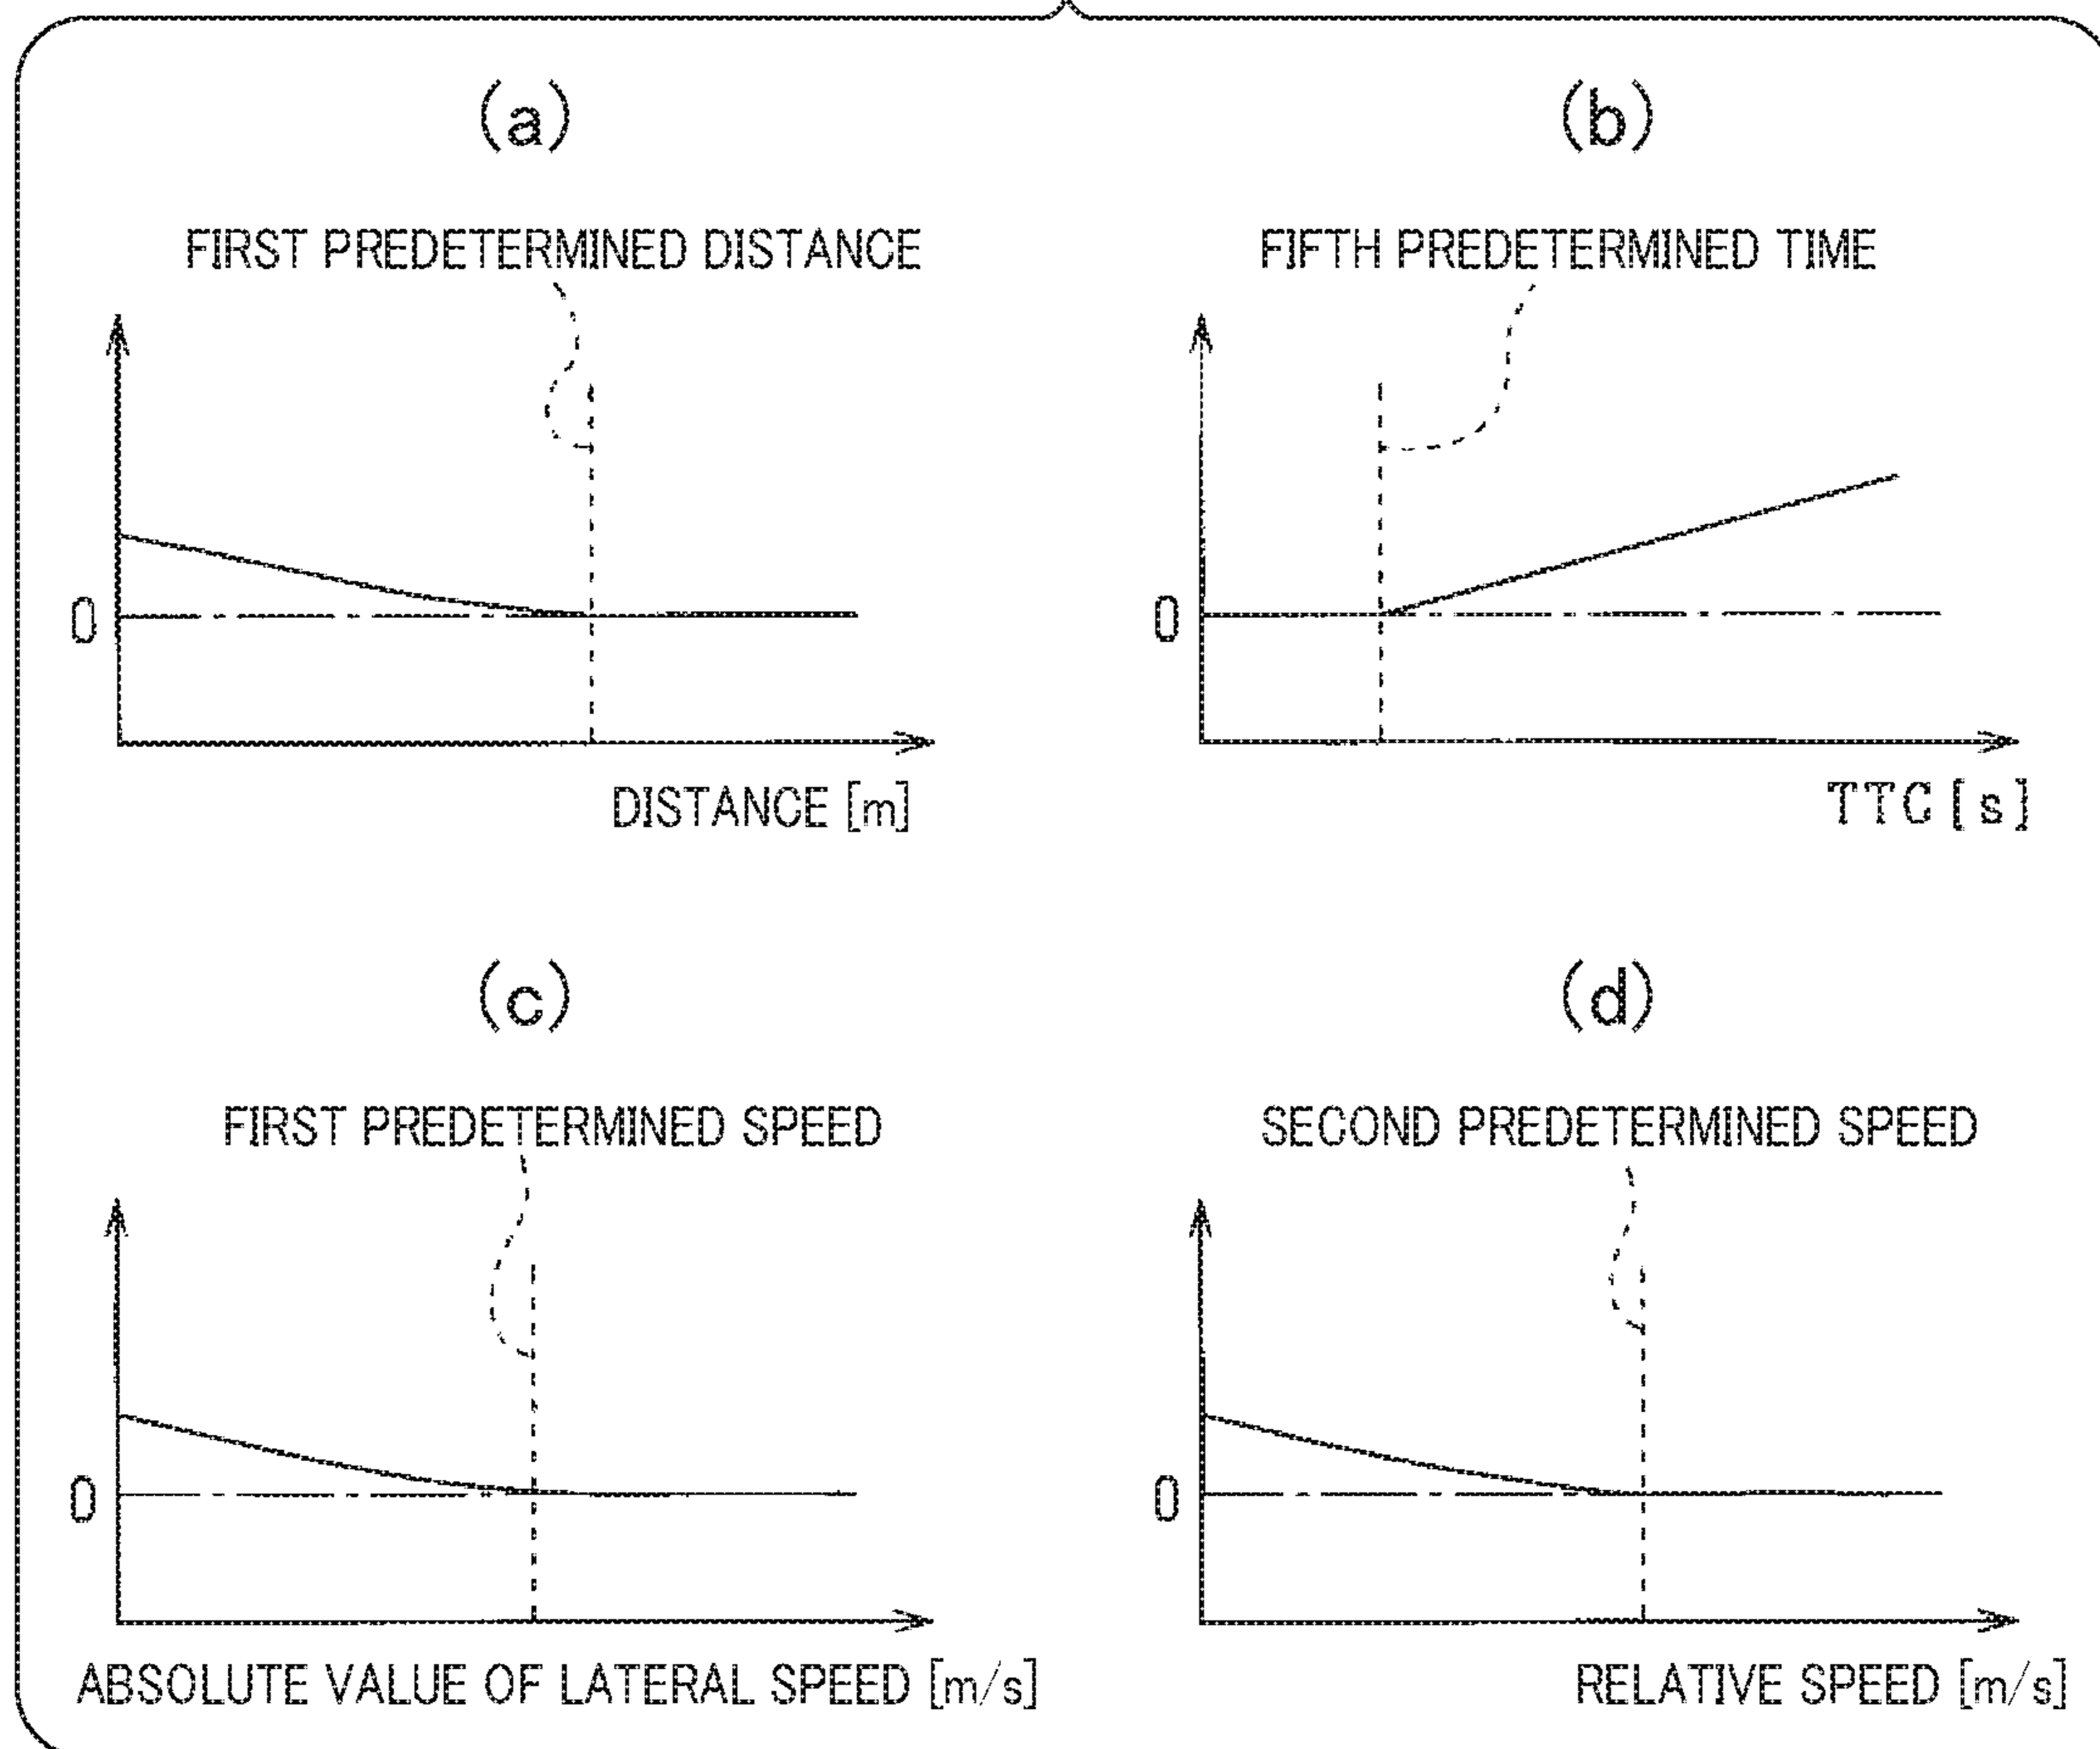 (a)
FIRST PREDETERMINED DISTANCE
0
DISTANCE [m]
(b)
FIFTH PREDETERMINED TIME
0
TTC [s]
(c)
FIRST PREDETERMINED SPEED
0
ABSOLUTE VALUE OF LATERAL SPEED [m/s]
(d)
SECOND PREDETERMINED SPEED
0
RELATIVE SPEED [m/s]